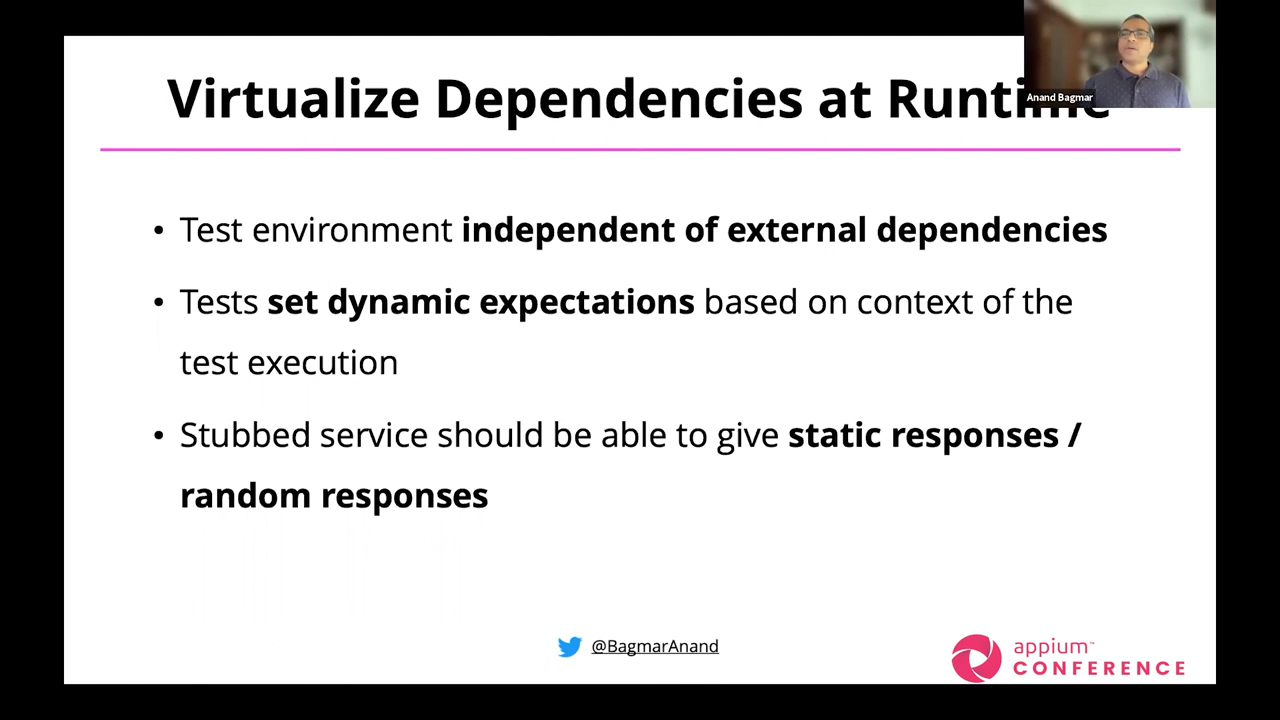 Virtualize Dependencies at Runtime
Anand Bagmar
• Test environment independent of external dependencies
• Tests set dynamic expectations based on context of the
test execution
• Stubbed service should be able to give static responses /
random responses
@BagmarAnand
appium™
CONFERENCE